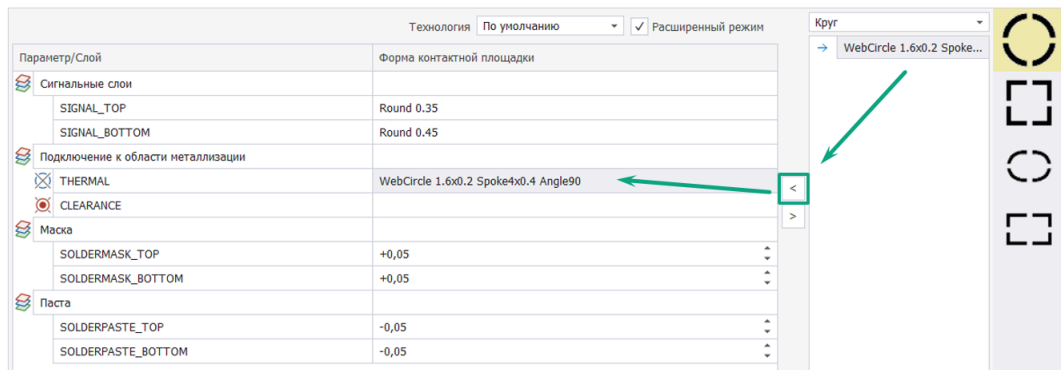 Технология По умолчанию Расширенный режим Круг
Параметр/Слой Форма контактной площадки WebCircle 1.6x0.2 Spoke...
Сигнальные слои
SIGNAL_TOP Round 0.35
SIGNAL_BOTTOM Round 0.45
Подключение к области металлизации
THERMAL WebCircle 1.6x0.2 Spoke4x0.4 Angle90 <
CLEARANCE >
Маска
SOLDERMASK_TOP +0,05
SOLDERMASK_BOTTOM +0,05
Паста
SOLDERPASTE_TOP -0,05
SOLDERPASTE_BOTTOM -0,05